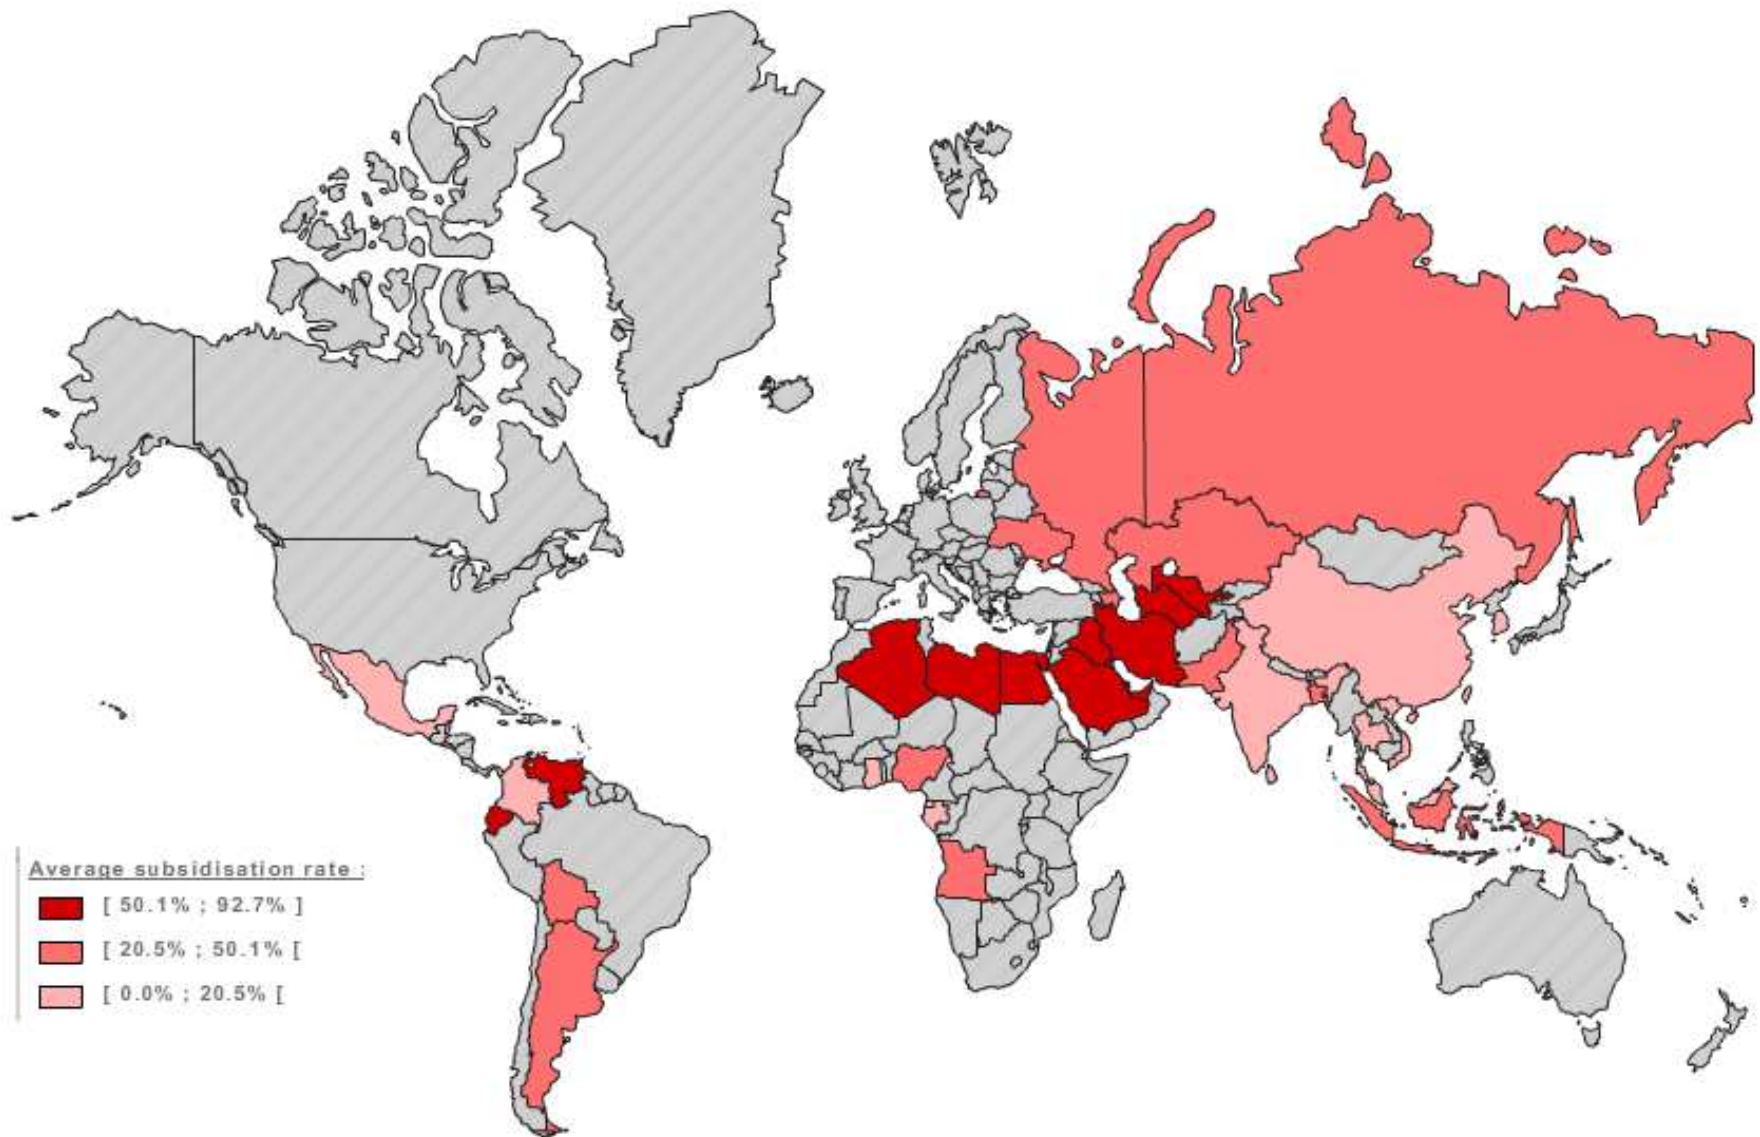 Average subsidisation rate :
[ 50.1% ; 92.7% ]
[ 20.5% ; 50.1% [
[ 0.0% ; 20.5% [